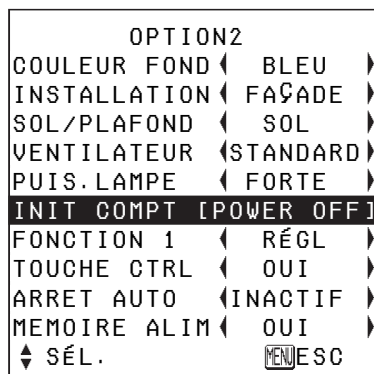 OPTION2
COULEUR FOND BLEU
INSTALLATION FAÇADE
SOL/PLAFOND SOL
VENTILATEUR STANDARD
PUIS.LAMPE FORTE
INIT COMPT [POWER OFF]
FONCTION 1 RÉGL
TOUCHE CTRL OUI
ARRET AUTO INACTIF
MEMOIRE ALIM OUI
SÉL. MENU ESC